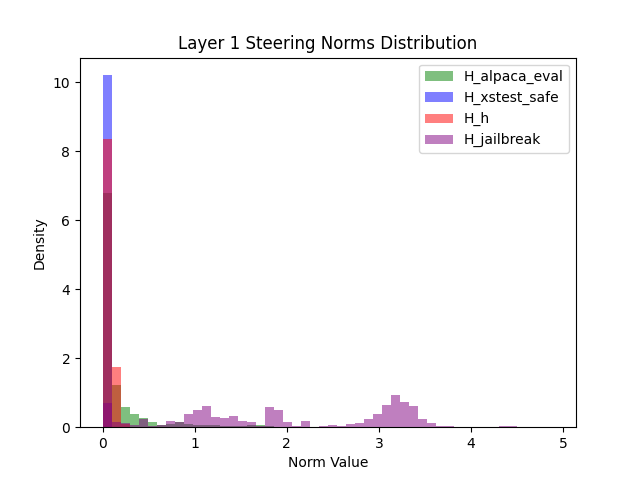 Layer 1 Steering Norms Distribution
H_alpaca_eval
H_xstest_safe
H_h
H_jailbreak
Density
10
8
6
4
2
0
0 1 2 3 4 5
Norm Value